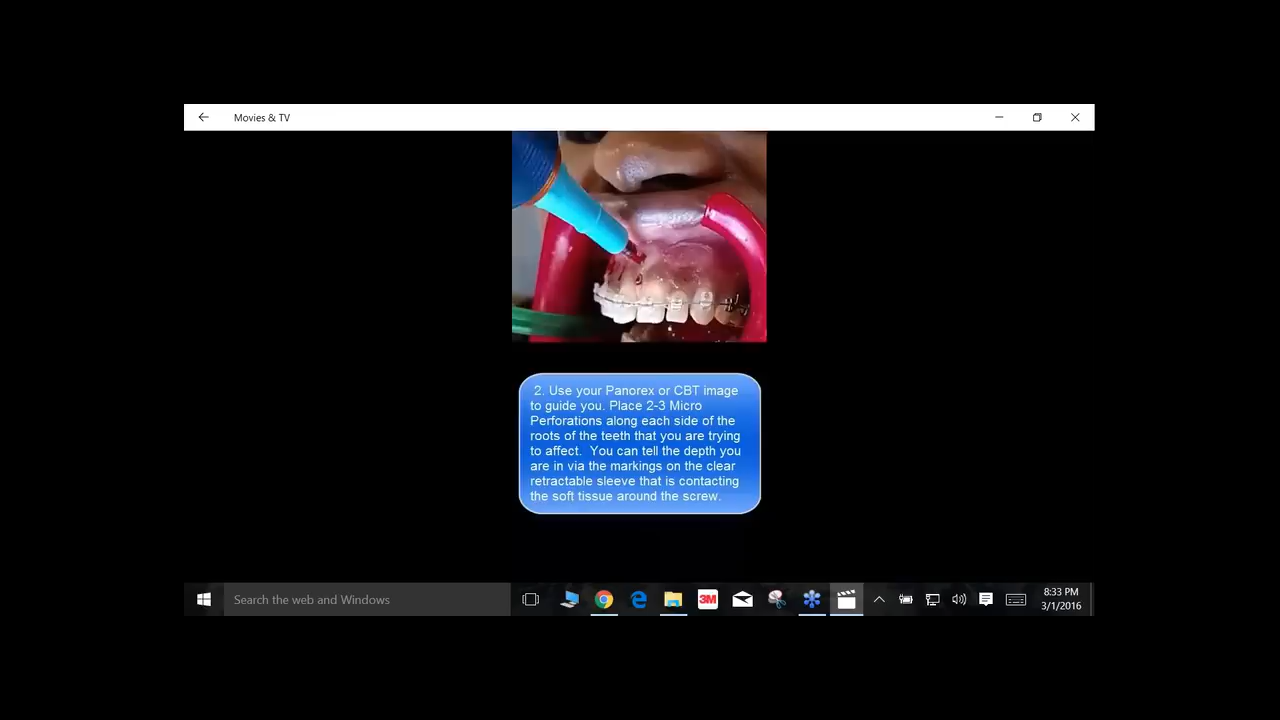 Movies & TV
2. Use your Panorex or CBT image
to guide you. Place 2-3 Micro
Perforations along each side of the
roots of the teeth that you are trying
to affect. You can tell the depth you
are in via the markings on the clear
retractable sleeve that is contacting
the soft tissue around the screw.
Search the web and Windows
3M
8:33 PM
3/1/2016